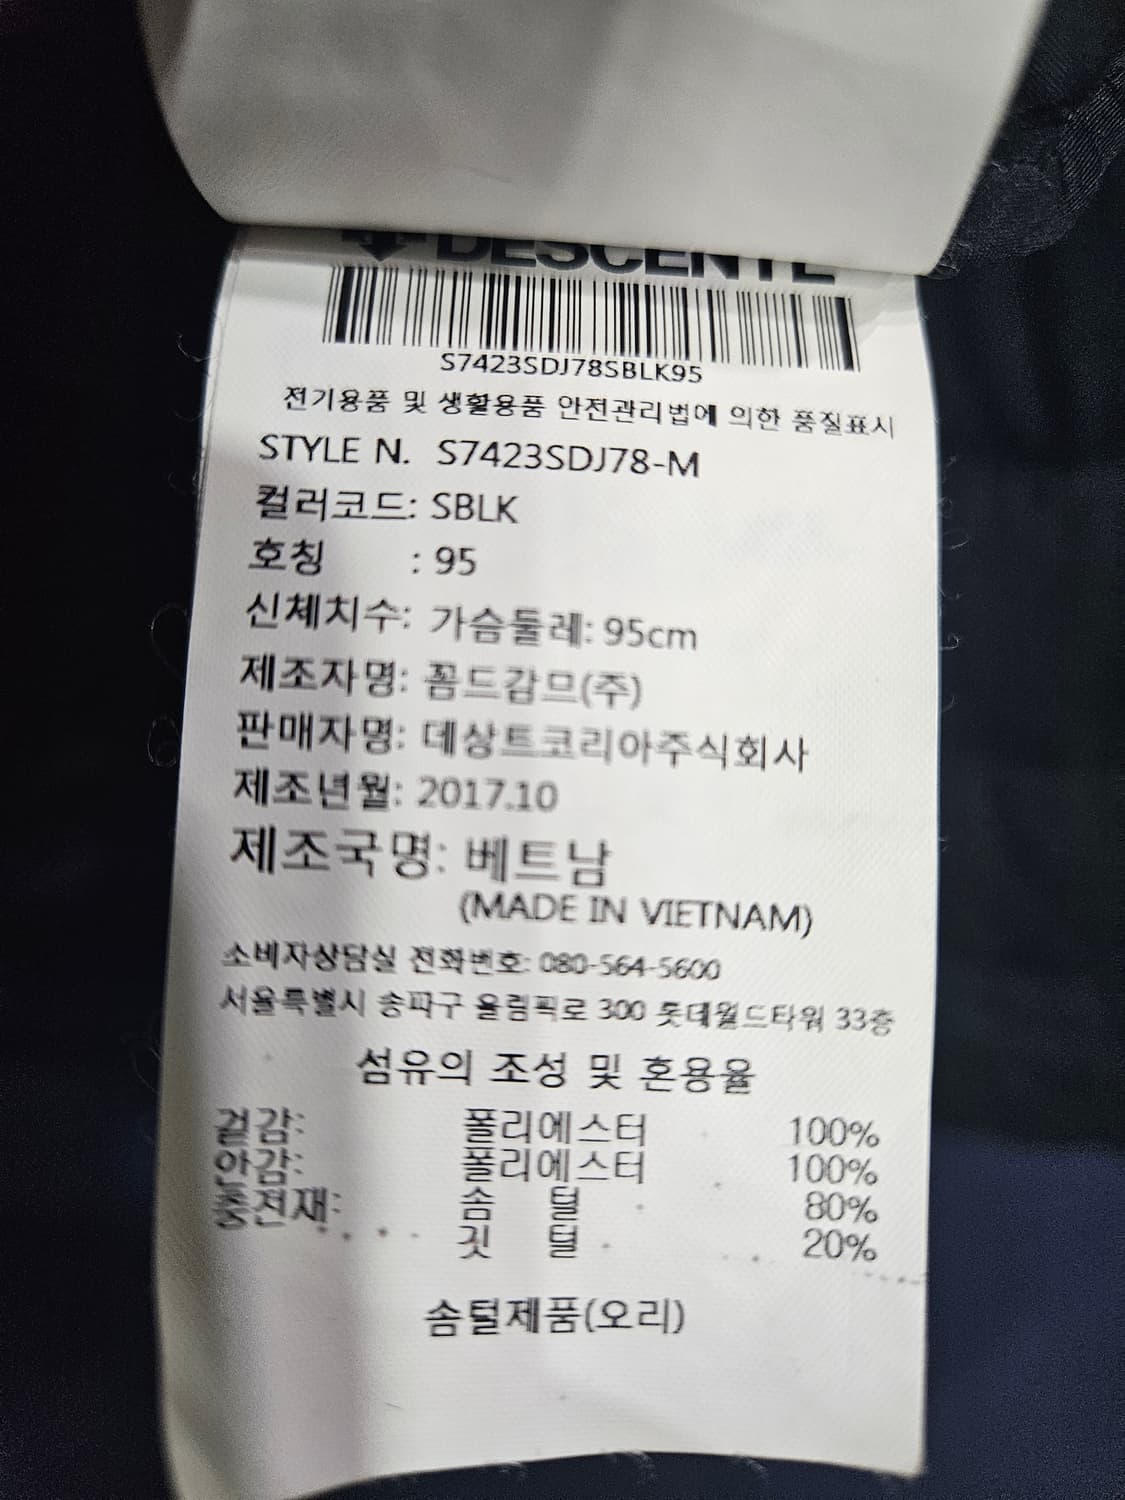 DESCENTE
S7423SDJ78SBLK95
전기용품 및 생활용품 안전관리법에 의한 품질표시
STYLE N. S7423SDJ78-M
컬러코드: SBLK
호칭 : 95
신체치수: 가슴둘레: 95cm
제조자명: 꼼드감므(주)
판매자명: 데상트코리아주식회사
제조년월: 2017.10
제조국명: 베트남
(MADE IN VIETNAM)
소비자상담실 전화번호: 080-564-5600
서울특별시 송파구 올림픽로 300 롯데월드타워 33층
섬유의 조성 및 혼용율
겉감: 폴리에스터 100%
안감: 폴리에스터 100%
충전재: 솜 털 80%
깃 털 20%
솜털제품(오리)